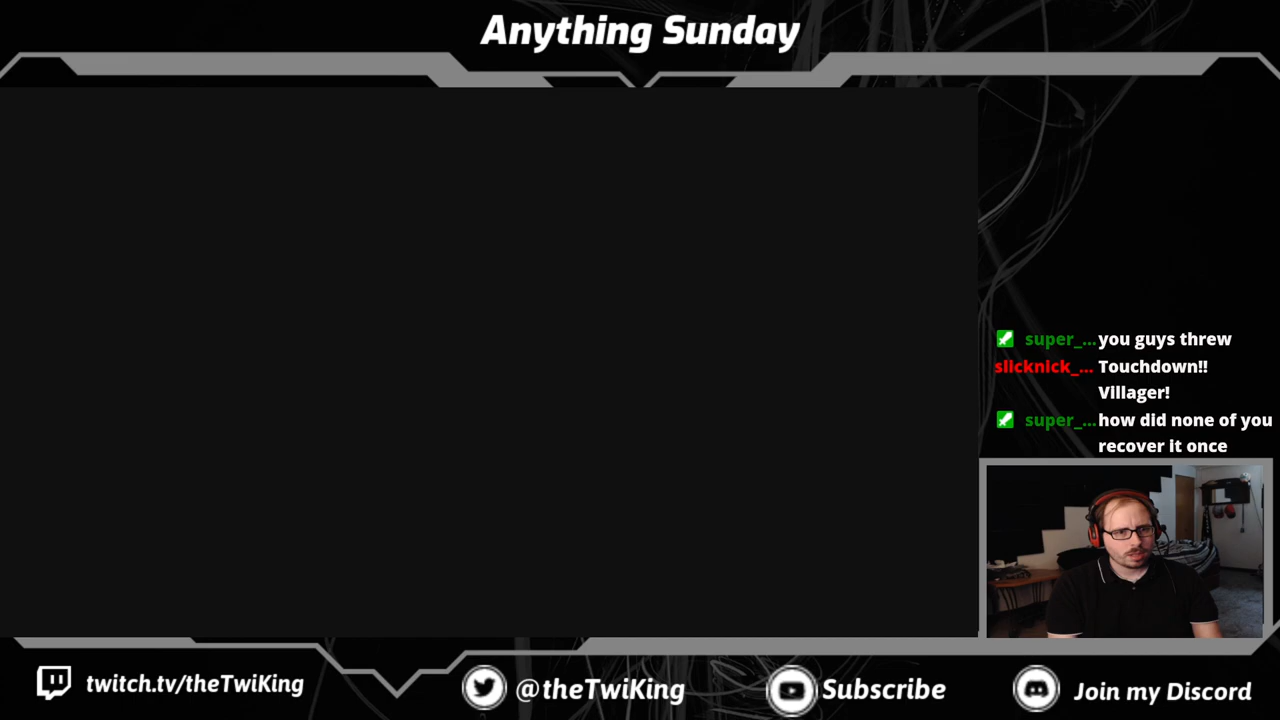 Anything Sunday
super_... you guys threw
slicknick_... Touchdown!!
Villager!
super_... how did none of you
recover it once
twitch.tv/theTwiKing
@theTwiKing
Subscribe
Join my Discord